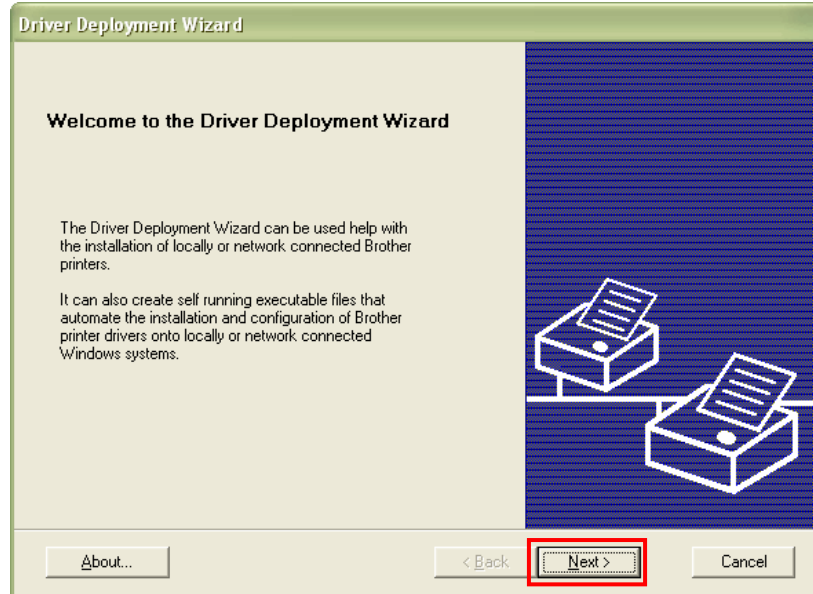 Driver Deployment Wizard
Welcome to the Driver Deployment Wizard
The Driver Deployment Wizard can be used help with
the installation of locally or network connected Brother
printers.
It can also create self running executable files that
automate the installation and configuration of Brother
printer drivers onto locally or network connected
Windows systems.
About... < Back Next > Cancel